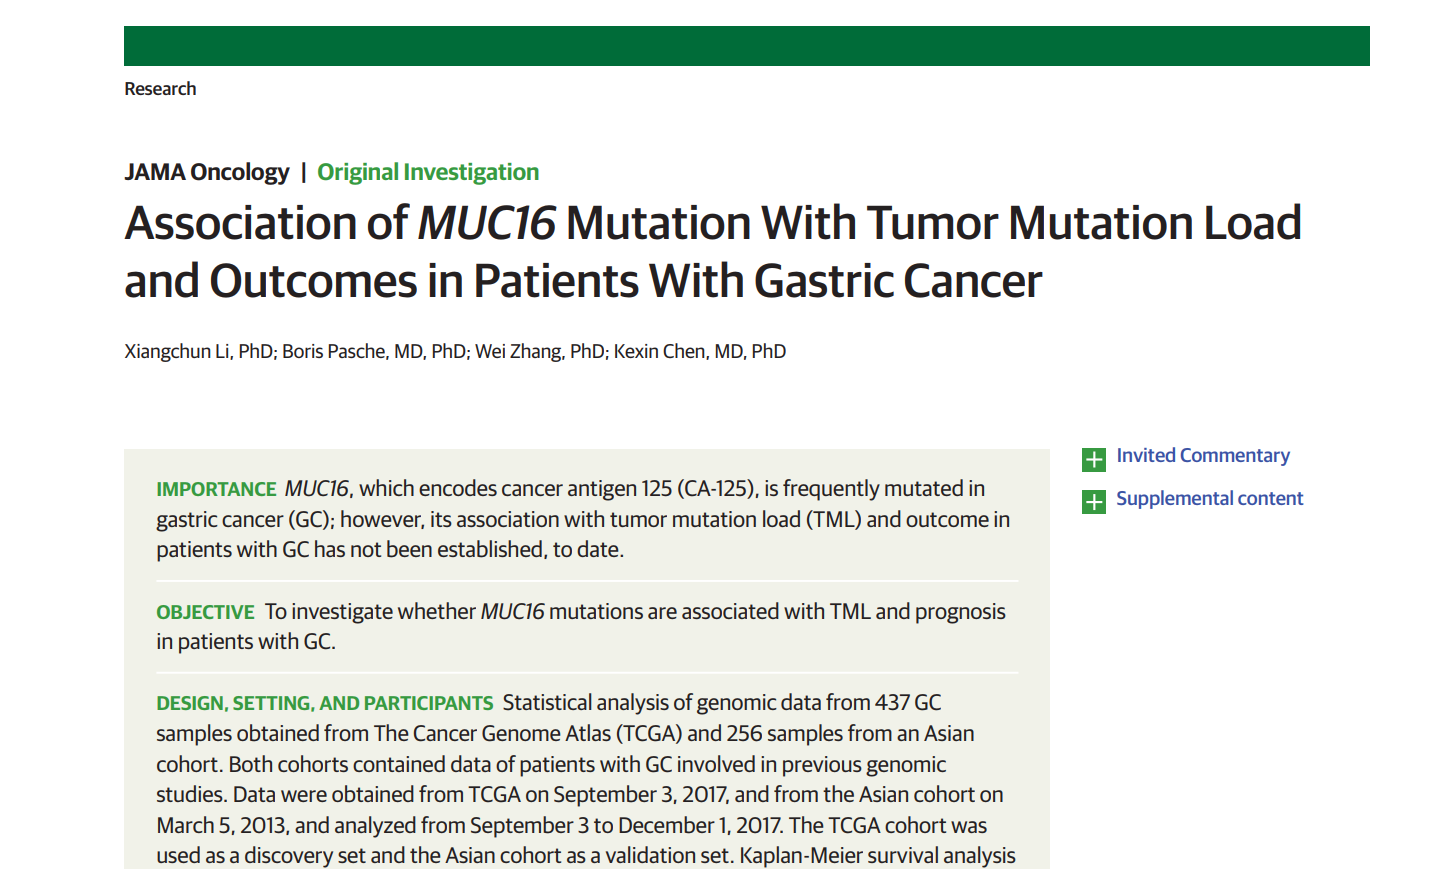 Research
JAMA Oncology | Original Investigation
Association of MUC16 Mutation With Tumor Mutation Load
and Outcomes in Patients With Gastric Cancer
Xiangchun Li, PhD; Boris Pasche, MD, PhD; Wei Zhang, PhD; Kexin Chen, MD, PhD
IMPORTANCE MUC16, which encodes cancer antigen 125 (CA-125), is frequently mutated in
gastric cancer (GC); however, its association with tumor mutation load (TML) and outcome in
patients with GC has not been established, to date.
OBJECTIVE To investigate whether MUC16 mutations are associated with TML and prognosis
in patients with GC.
DESIGN, SETTING, AND PARTICIPANTS Statistical analysis of genomic data from 437 GC
samples obtained from The Cancer Genome Atlas (TCGA) and 256 samples from an Asian
cohort. Both cohorts contained data of patients with GC involved in previous genomic
studies. Data were obtained from TCGA on September 3, 2017, and from the Asian cohort on
March 5, 2013, and analyzed from September 3 to December 1, 2017. The TCGA cohort was
used as a discovery set and the Asian cohort as a validation set. Kaplan-Meier survival analysis
Invited Commentary
Supplemental content